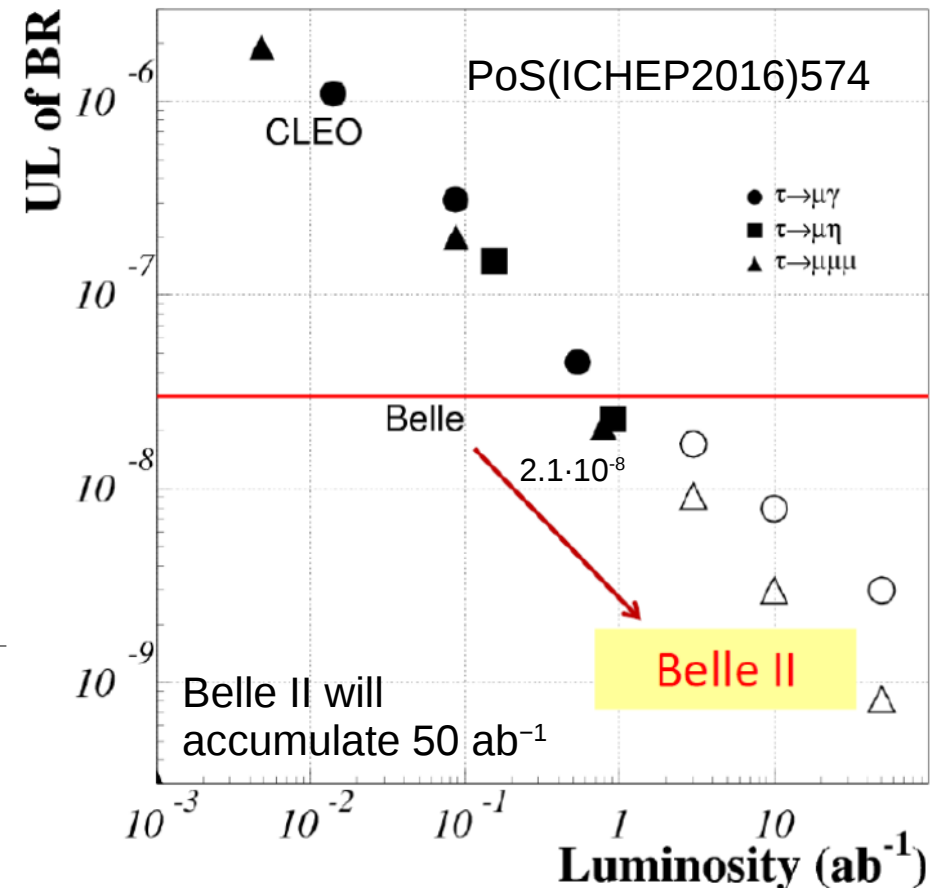 UL of BR
PoS(ICHEP2016)574
10⁻⁶
CLEO
τ→μγ
τ→μη
10⁻⁷
τ→μμμ
Belle
2.1·10⁻⁸
10⁻⁸
Belle II
10⁻⁹
Belle II will
accumulate 50 ab⁻¹
10⁻³ 10⁻² 10⁻¹ 1 10
Luminosity (ab⁻¹)